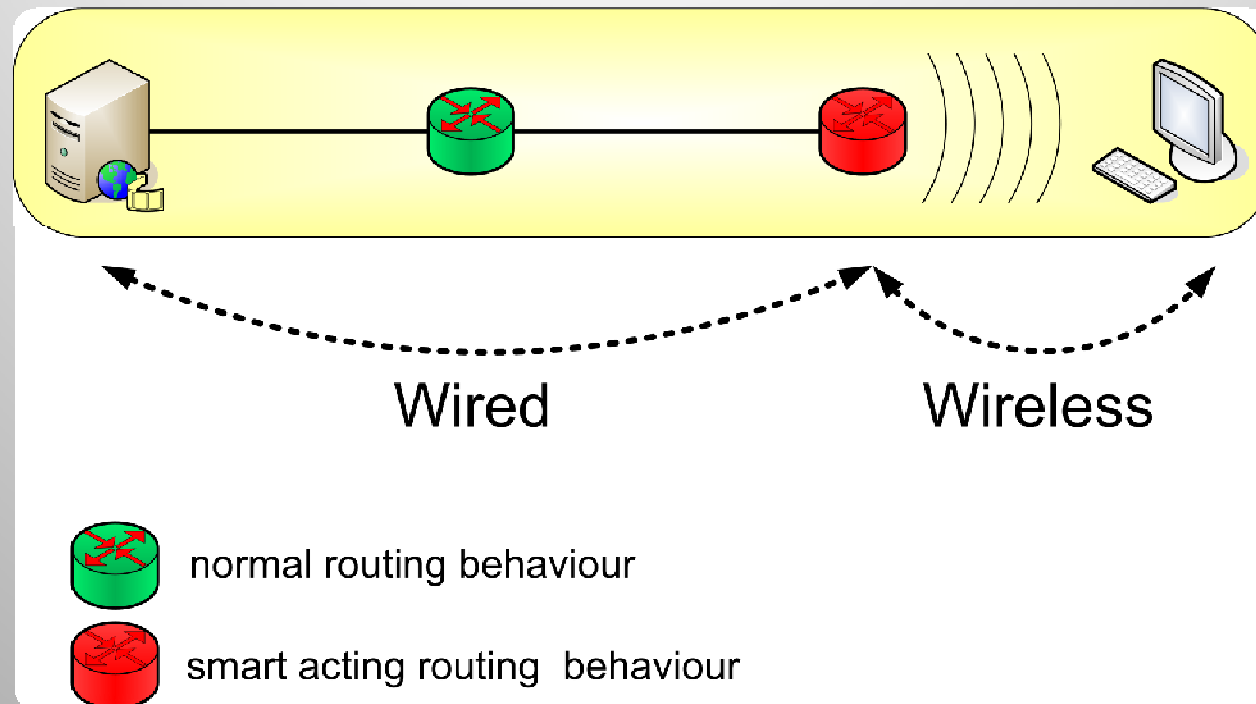 Wired
Wireless
normal routing behaviour
smart acting routing behaviour